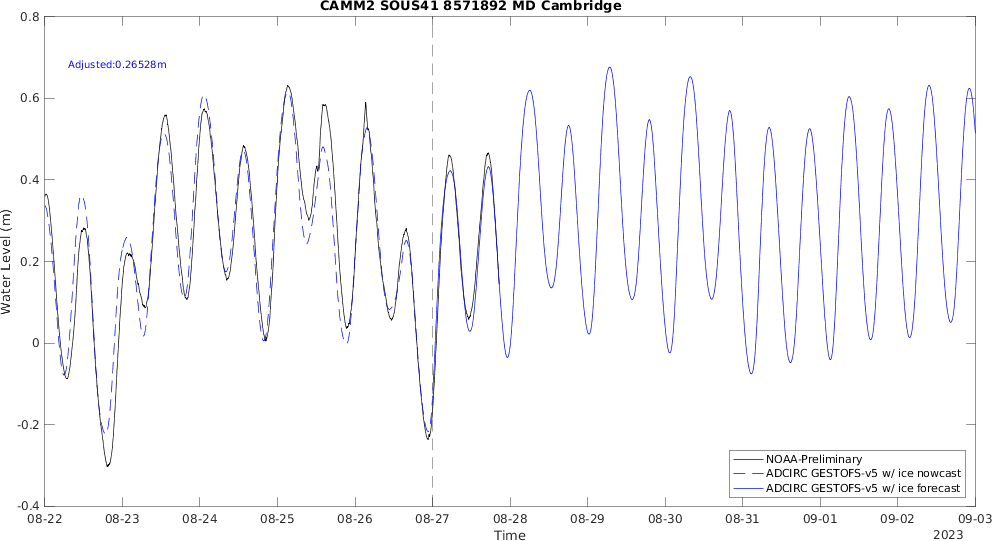 CAMM2 SOUS41 8571892 MD Cambridge
0.8
Adjusted:0.26528m
0.6
0.4
0.2
0
-0.2
-0.4
Water Level (m)
NOAA-Preliminary
ADCIRC GESTOFS-v5 w/ ice nowcast
ADCIRC GESTOFS-v5 w/ ice forecast
08-22 08-23 08-24 08-25 08-26 08-27 08-28 08-29 08-30 08-31 09-01 09-02 09-03
Time
2023